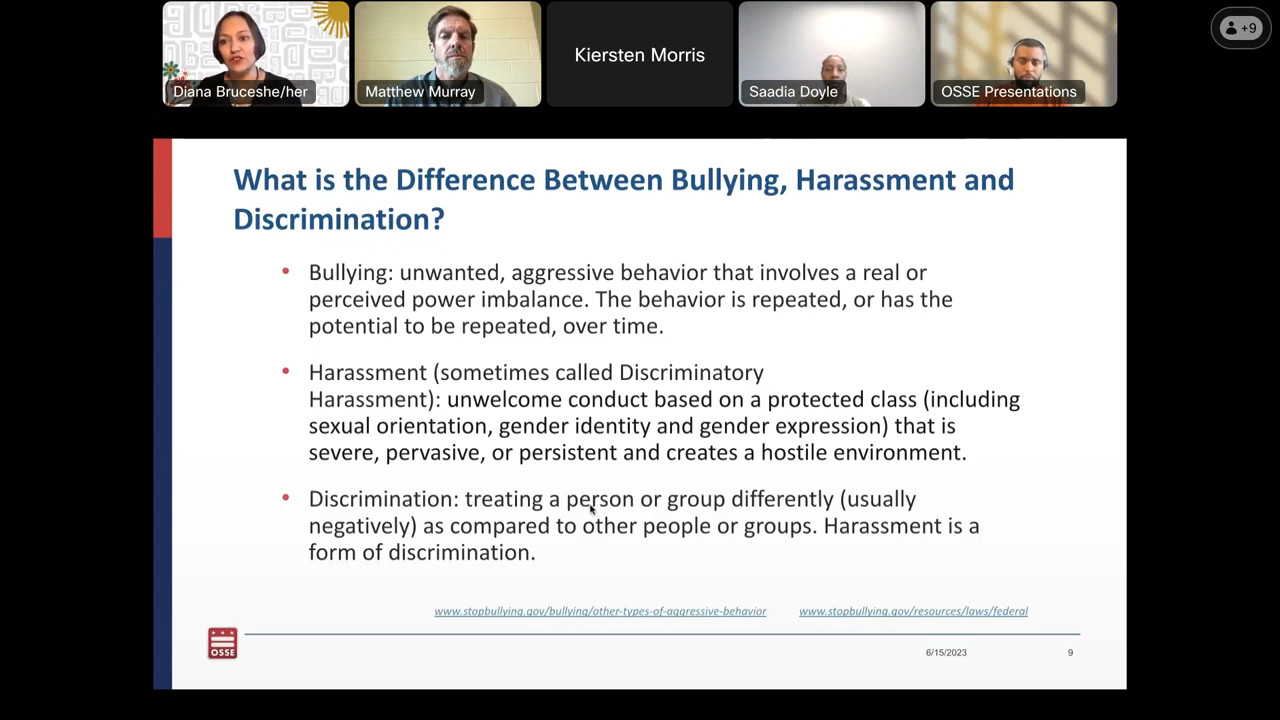 Diana Bruceshe/her
Matthew Murray
Kiersten Morris
Saadia Doyle
OSSE Presentations
+9
What is the Difference Between Bullying, Harassment and
Discrimination?
• Bullying: unwanted, aggressive behavior that involves a real or
perceived power imbalance. The behavior is repeated, or has the
potential to be repeated, over time.
• Harassment (sometimes called Discriminatory
Harassment): unwelcome conduct based on a protected class (including
sexual orientation, gender identity and gender expression) that is
severe, pervasive, or persistent and creates a hostile environment.
• Discrimination: treating a person or group differently (usually
negatively) as compared to other people or groups. Harassment is a
form of discrimination.
www.stopbullying.gov/bullying/other-types-of-aggressive-behavior www.stopbullying.gov/resources/laws/federal
OSSE
6/15/2023 9